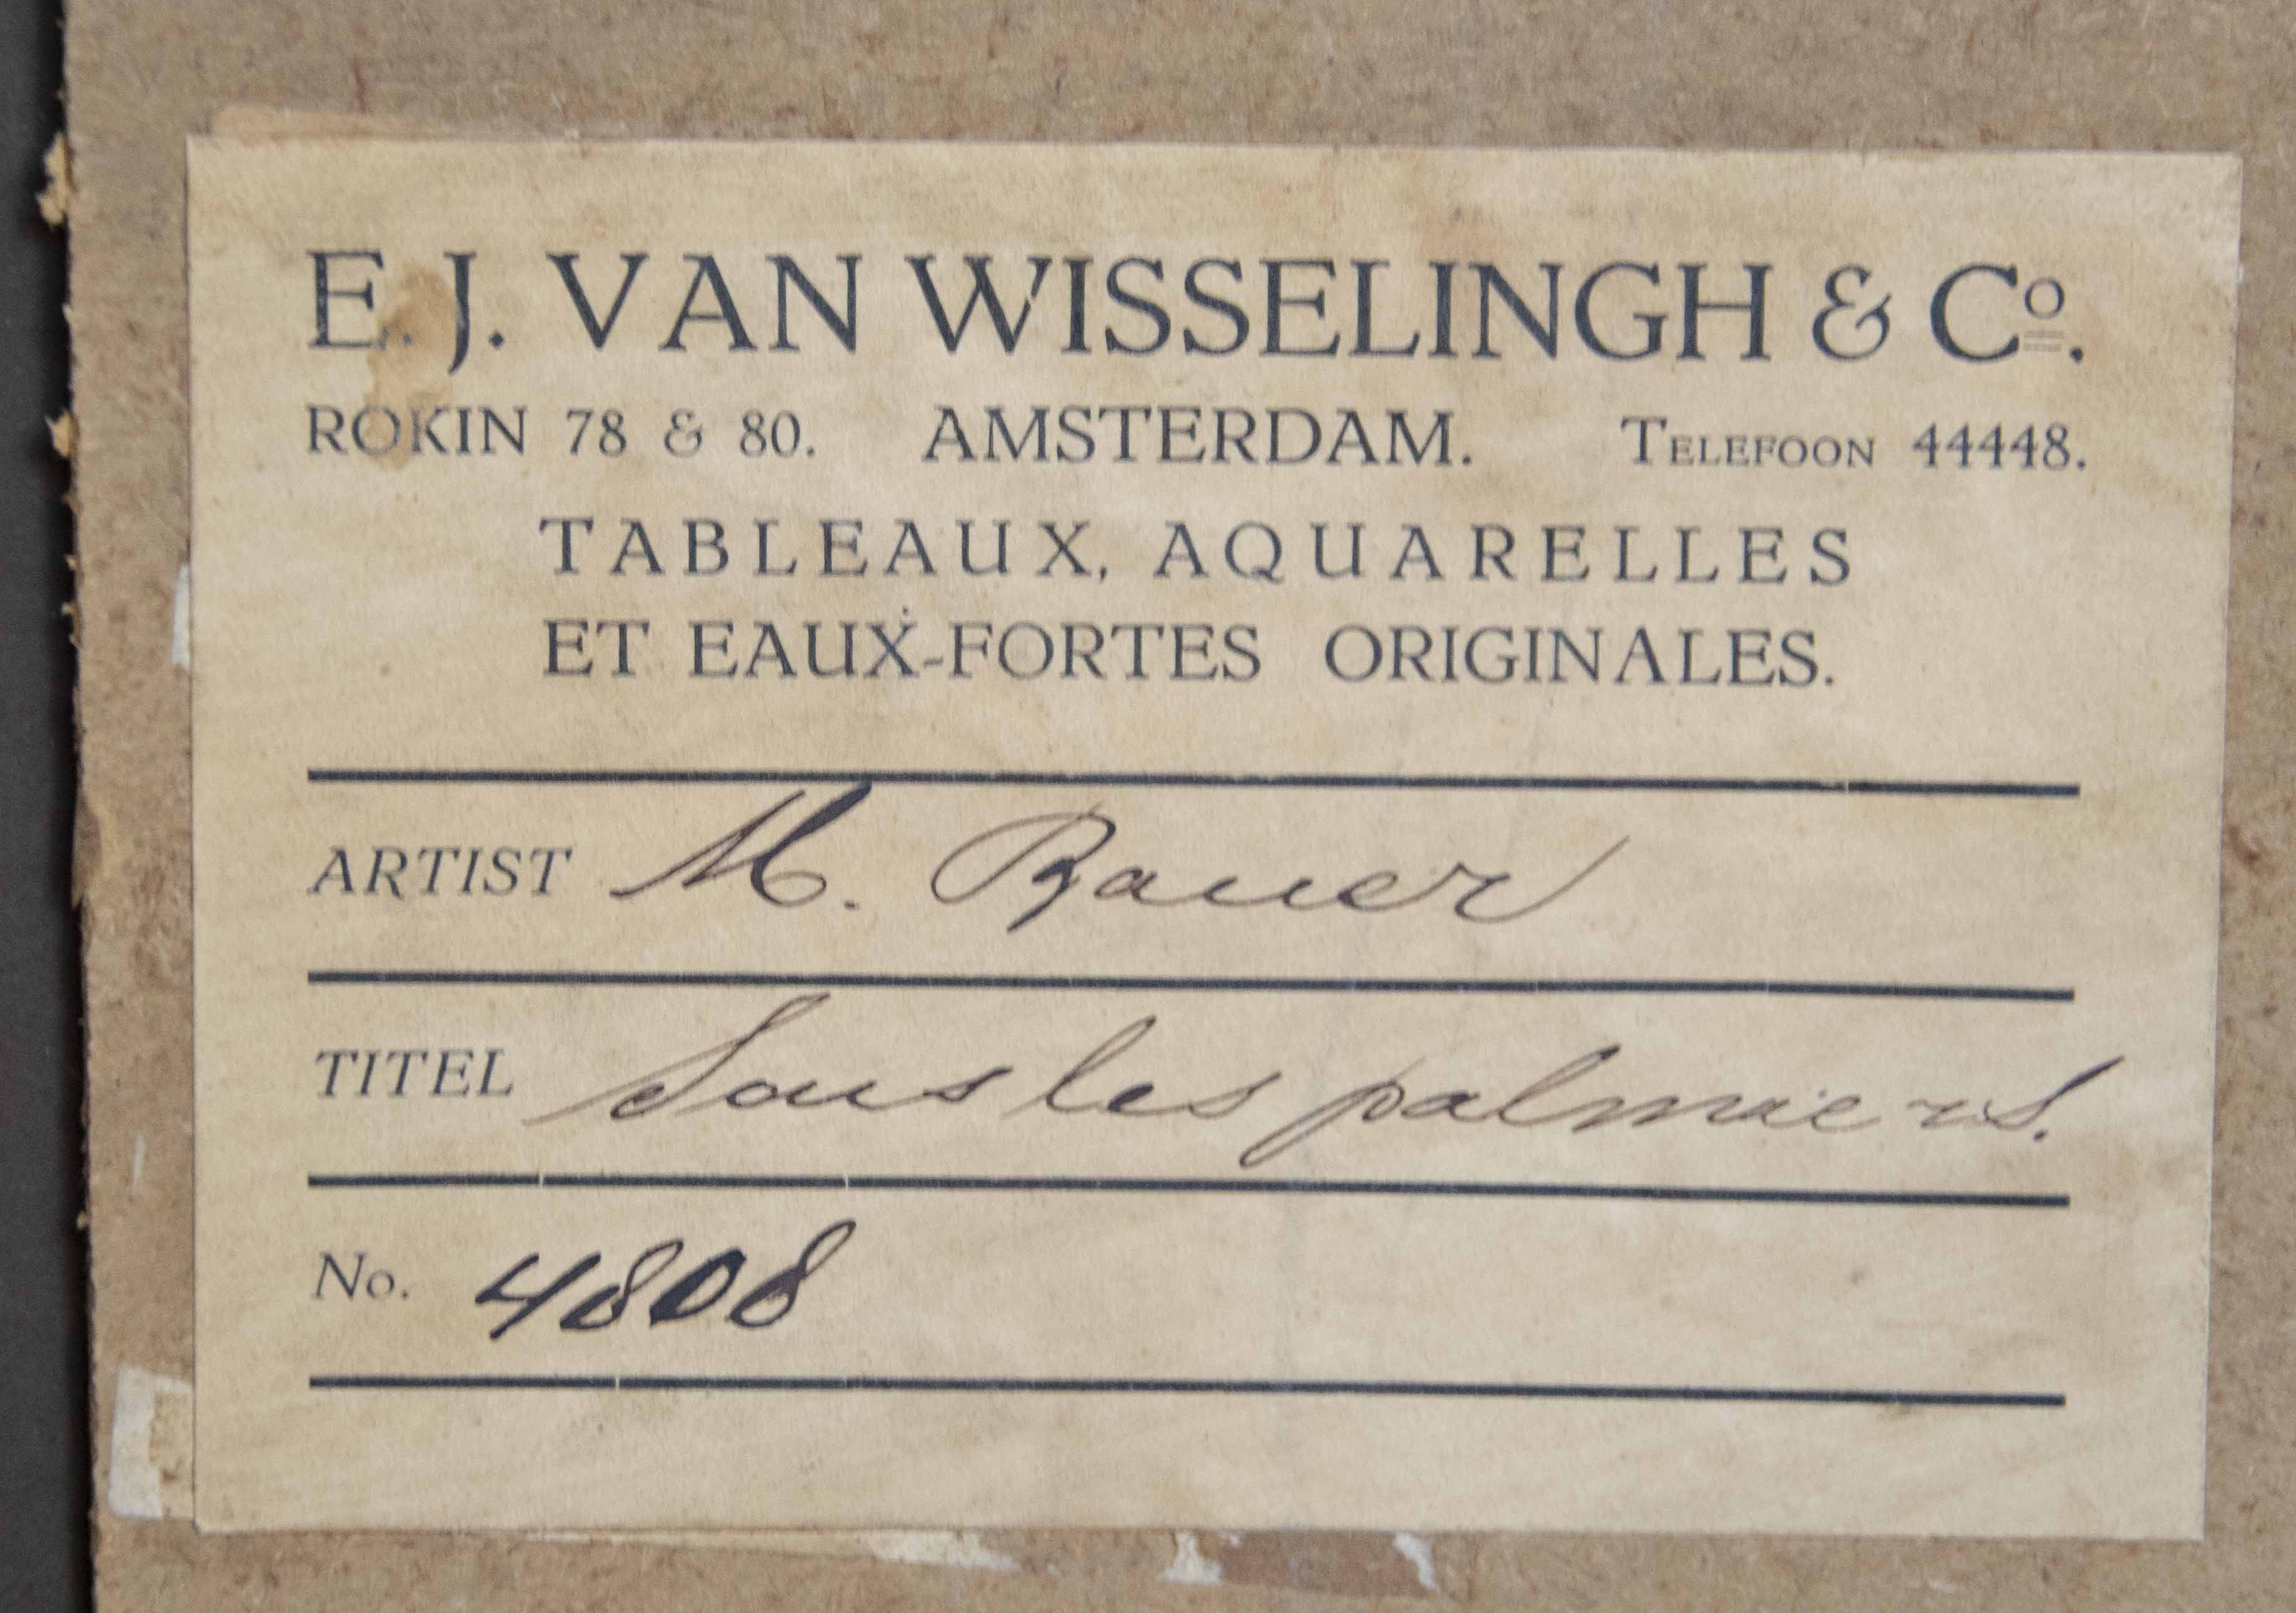 E. J. VAN WISSELINGH & Cº.
ROKIN 78 & 80. AMSTERDAM. TELEFOON 44448.
TABLEAUX, AQUARELLES
ET EAUX-FORTES ORIGINALES.
ARTIST M. Bauer
TITEL Sous les palmiers.
No. 4808